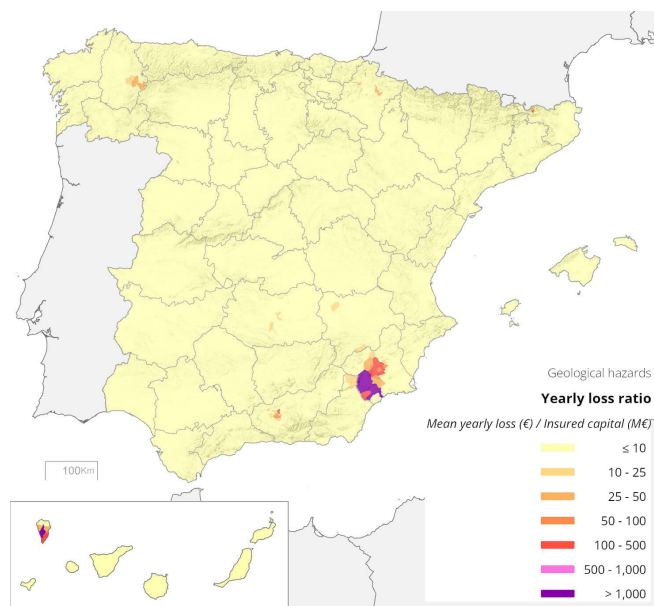 Geological hazards
Yearly loss ratio
Mean yearly loss (€) / Insured capital (M€)
≤ 10
10 - 25
25 - 50
50 - 100
100 - 500
500 - 1,000
> 1,000
100Km